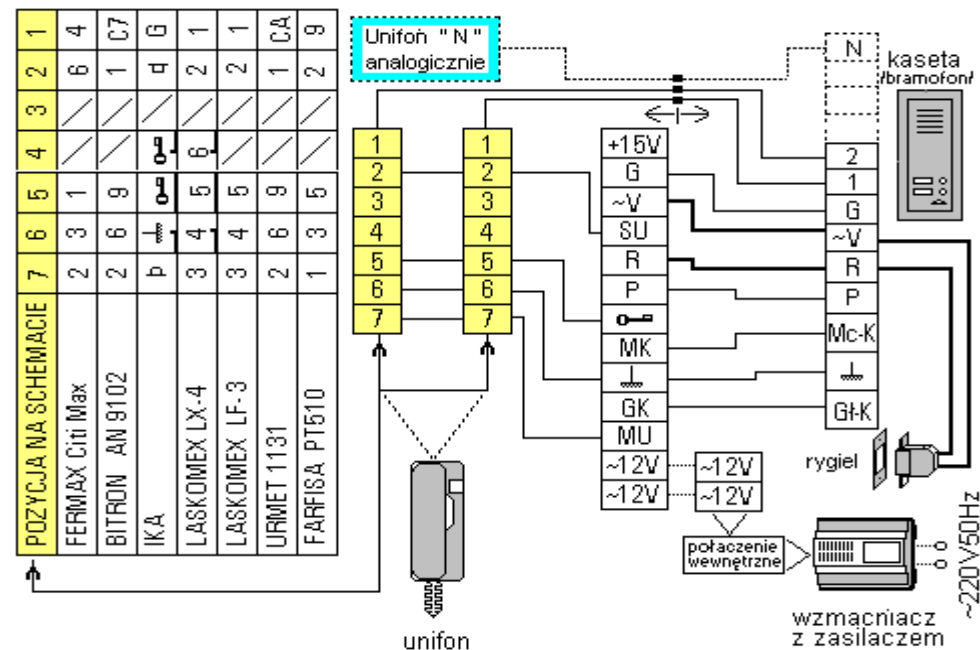 POZYCJA NA SCHEMACIE 7 6 5 4 3 2 1
FERMAX Citi Max 2 3 1 / / 6 4
BITRON AN 9102 2 6 9 / / 1 C7
IKA p / G
LASKOMEX LX-4 3 4 5 6 / 2 1
LASKOMEX LF-3 3 4 5 / / 2 1
URMET 1131 2 6 9 / / 1 CA
FARFISA PT510 1 3 5 / / 2 9
Unifoń "N"
analogicznie
1
2
3
4
5
6
7
1
2
3
4
5
6
7
unifon
+15V
G
~V
SU
R
P
MK
GK
MU
~12V
~12V
~12V
~12V
połaczenie
wewnętrzne
N
2
1
G
~V
R
P
Mc-K
Gł-K
kaseta
/bramofon/
rygiel
~220V50Hz
wzmacniacz
z zasilaczem